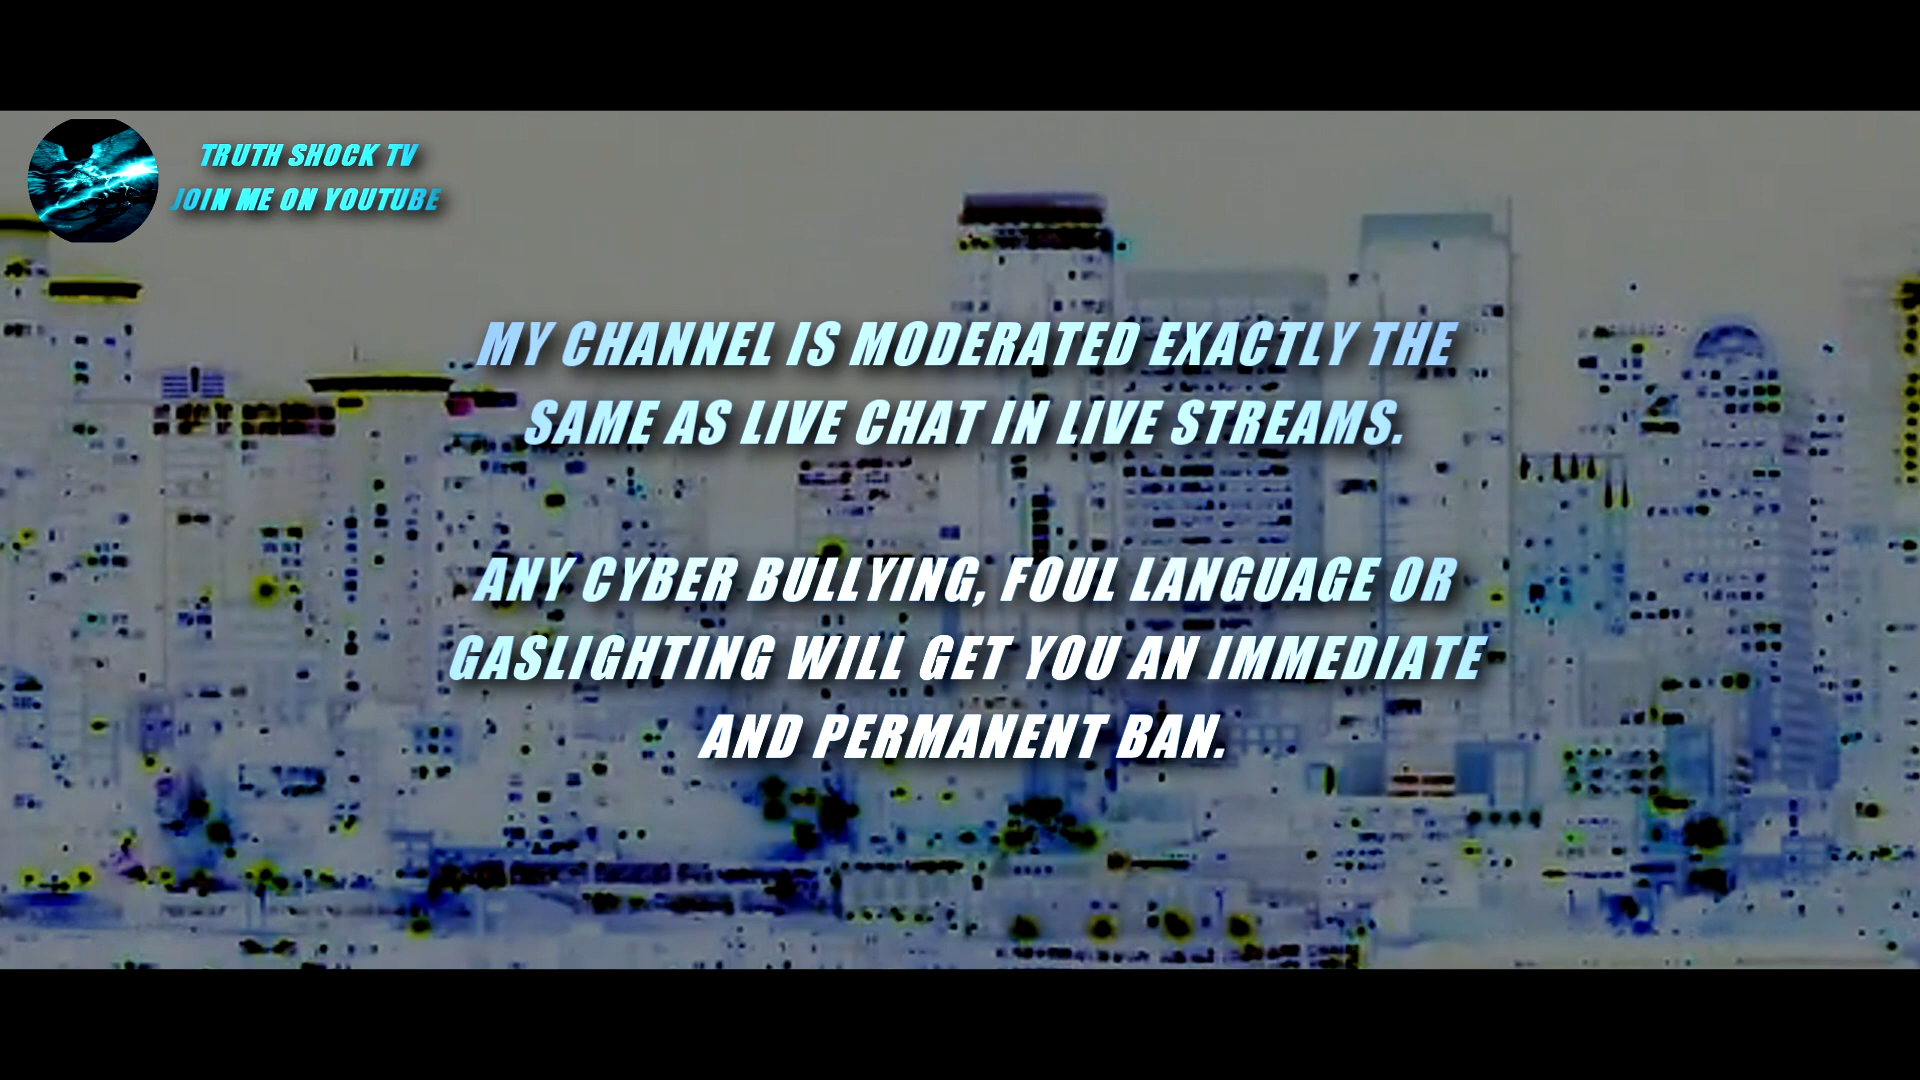 TRUTH SHOCK TV
JOIN ME ON YOUTUBE
MY CHANNEL IS MODERATED EXACTLY THE
SAME AS LIVE CHAT IN LIVE STREAMS.
ANY CYBER BULLYING, FOUL LANGUAGE OR
GASLIGHTING WILL GET YOU AN IMMEDIATE
AND PERMANENT BAN.